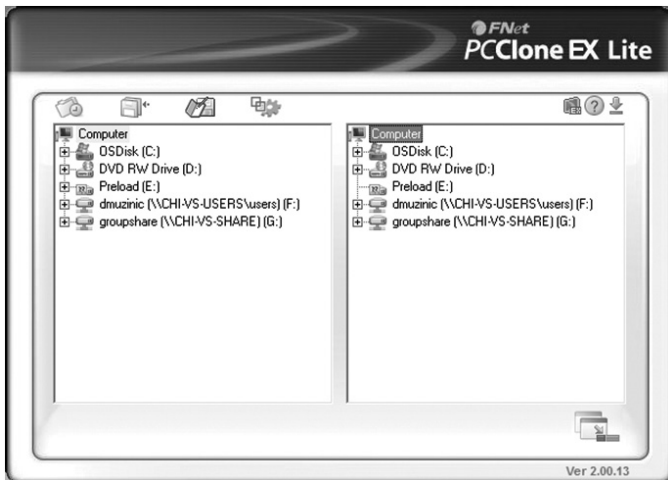 FNet
PCClone EX Lite
Computer
OSDisk (C:)
DVD RW Drive (D:)
Preload (E:)
dmuzinic (\\CHI-VS-USERS\users) (F:)
groupshare (\\CHI-VS-SHARE) (G:)
Computer
OSDisk (C:)
DVD RW Drive (D:)
Preload (E:)
dmuzinic (\\CHI-VS-USERS\users) (F:)
groupshare (\\CHI-VS-SHARE) (G:)
Ver 2.00.13